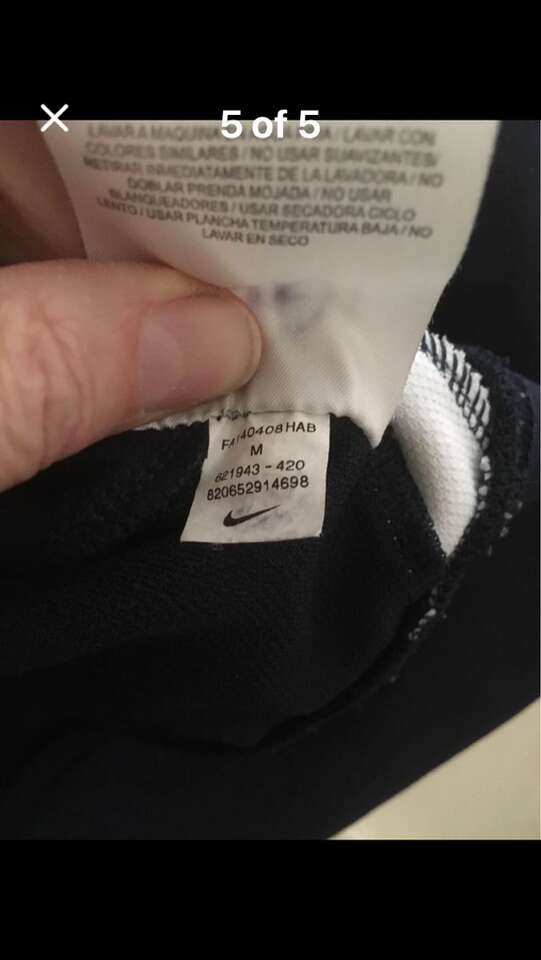 5 of 5
LAVAR A MAQUINA / LAVAR CON
COLORES SIMILARES / NO USAR SUAVIZANTES/
RETIRAR INMEDIATAMENTE DE LA LAVADORA / NO
DOBLAR PRENDA MOJADA / NO USAR
BLANQUEADORES / USAR SECADORA CICLO
LENTO / USAR PLANCHA TEMPERATURA BAJA / NO
LAVAR EN SECO
40408HAB
M
621943-420
820652914698